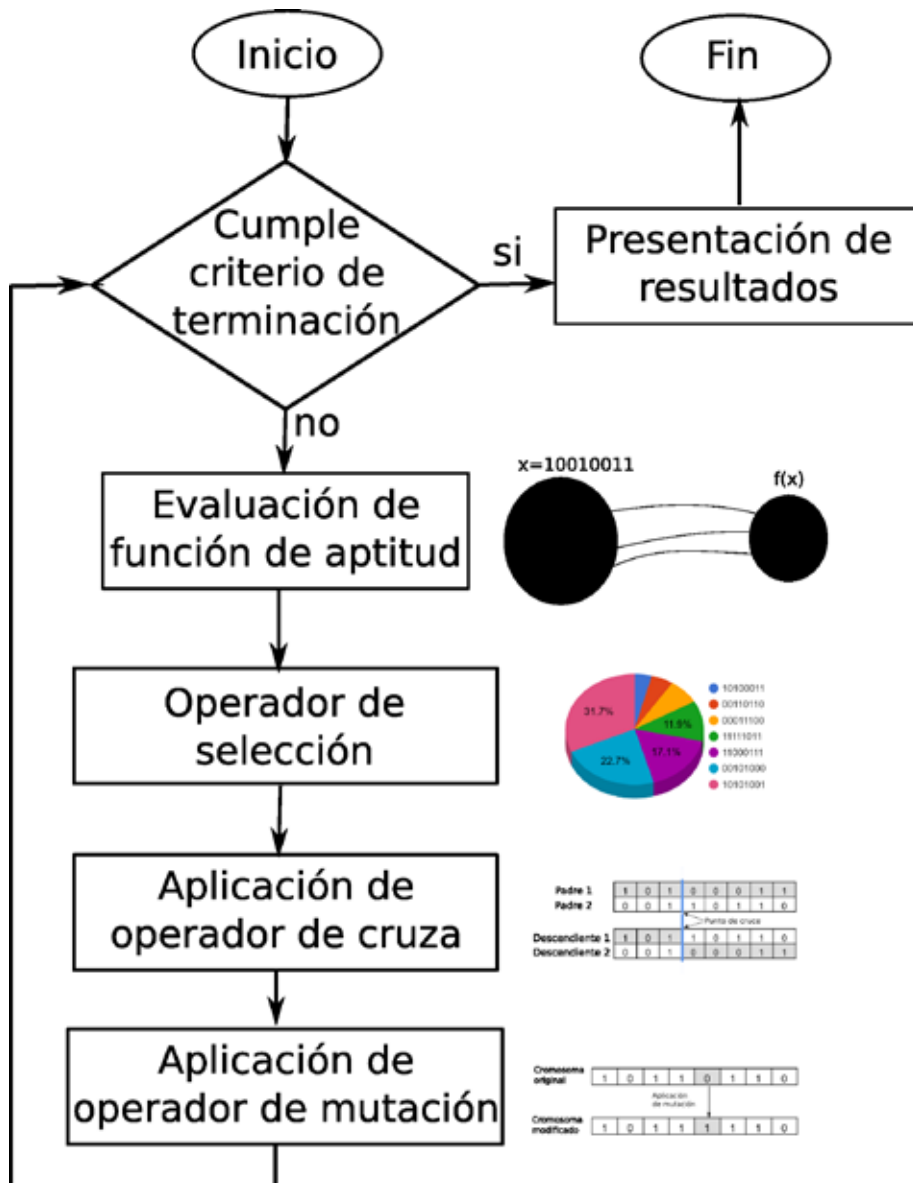 Inicio
Fin
Cumple
criterio de
terminación
si
Presentación de
resultados
no
Evaluación de
función de aptitud
x=10010011
f(x)
Operador de
selección
31.7%
11.9%
17.1%
22.7%
10100011
00110110
00011100
11111011
11000111
00101000
10101001
Aplicación de
operador de cruza
Padre 1 1 0 1 0 0 0 1 1
Padre 2 0 0 1 1 0 1 1 0
Punto de cruce
Descendiente 1 1 0 1 1 0 1 1 0
Descendiente 2 0 0 1 0 0 0 1 1
Aplicación de
operador de mutación
Cromosoma
original
1 0 1 1 0 1 1 0
Aplicación
de mutación
Cromosoma
modificado
1 0 1 1 1 1 1 0